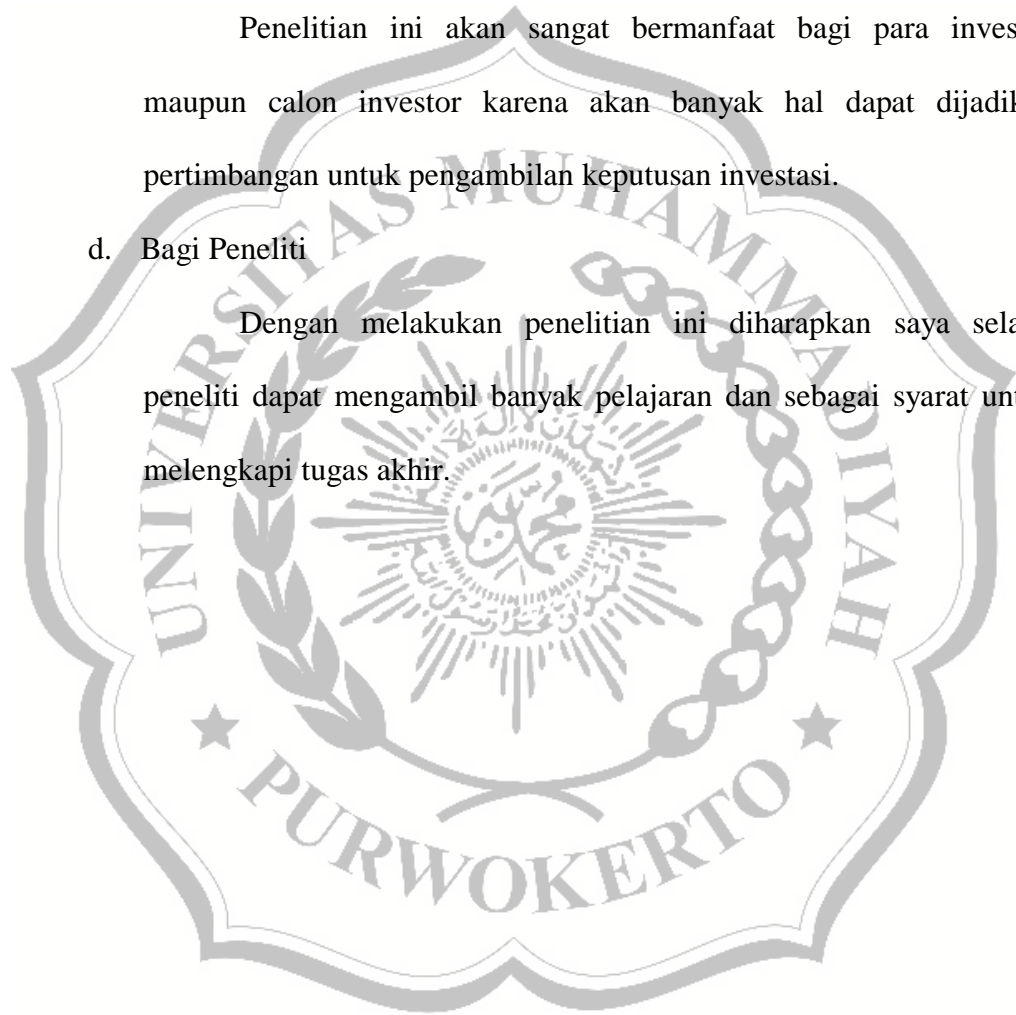 Penelitian ini akan sangat bermanfaat bagi para inves
maupun calon investor karena akan banyak hal dapat dijadik
pertimbangan untuk pengambilan keputusan investasi.
d. Bagi Peneliti
Dengan melakukan penelitian ini diharapkan saya sela
peneliti dapat mengambil banyak pelajaran dan sebagai syarat unt
melengkapi tugas akhir.
UNIVERSITAS MUHAMMADIYAH
PURWOKERTO